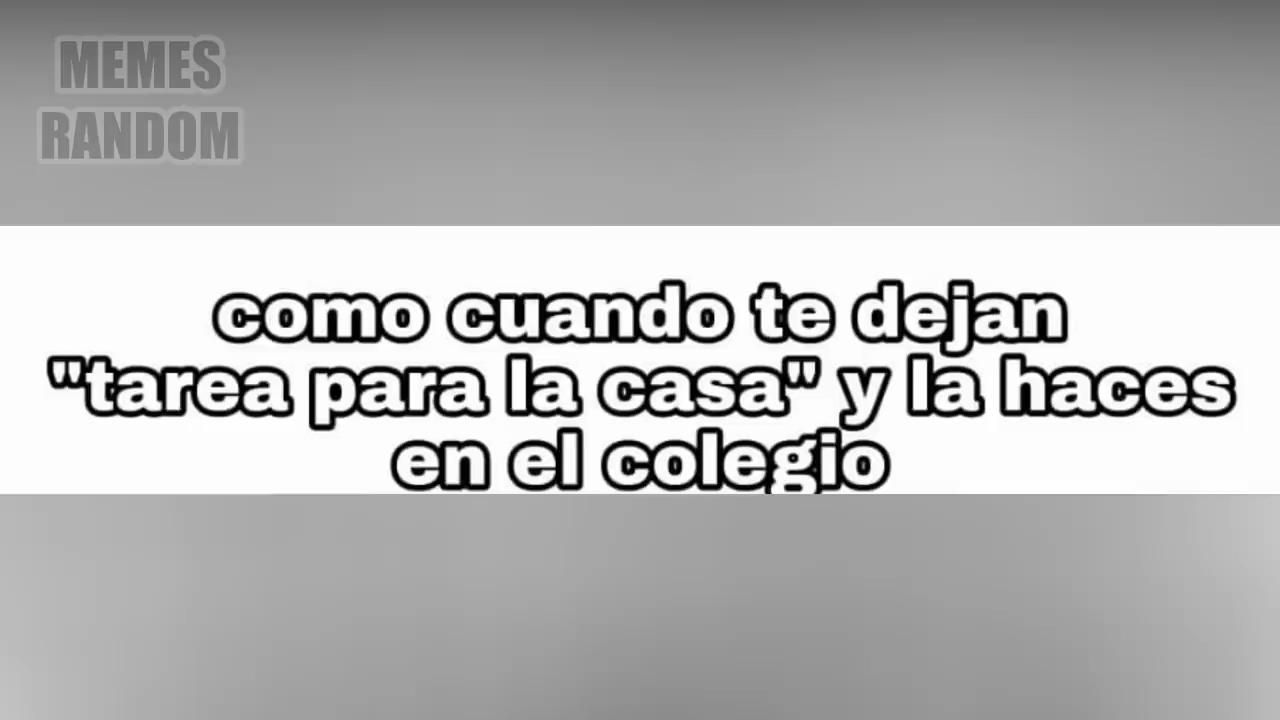 MEMES
RANDOM
como cuando te dejan
"tarea para la casa" y la haces
en el colegio